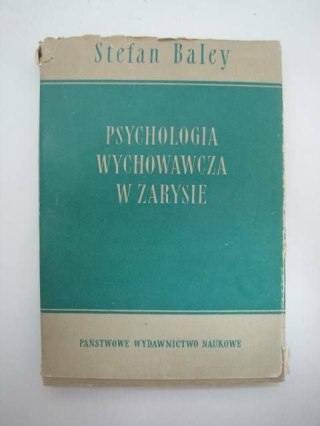 Stefan Baley
PSYCHOLOGIA
WYCHOWAWCZA
W ZARYSIE
PAŃSTWOWE WYDAWNICTWO NAUKOWE